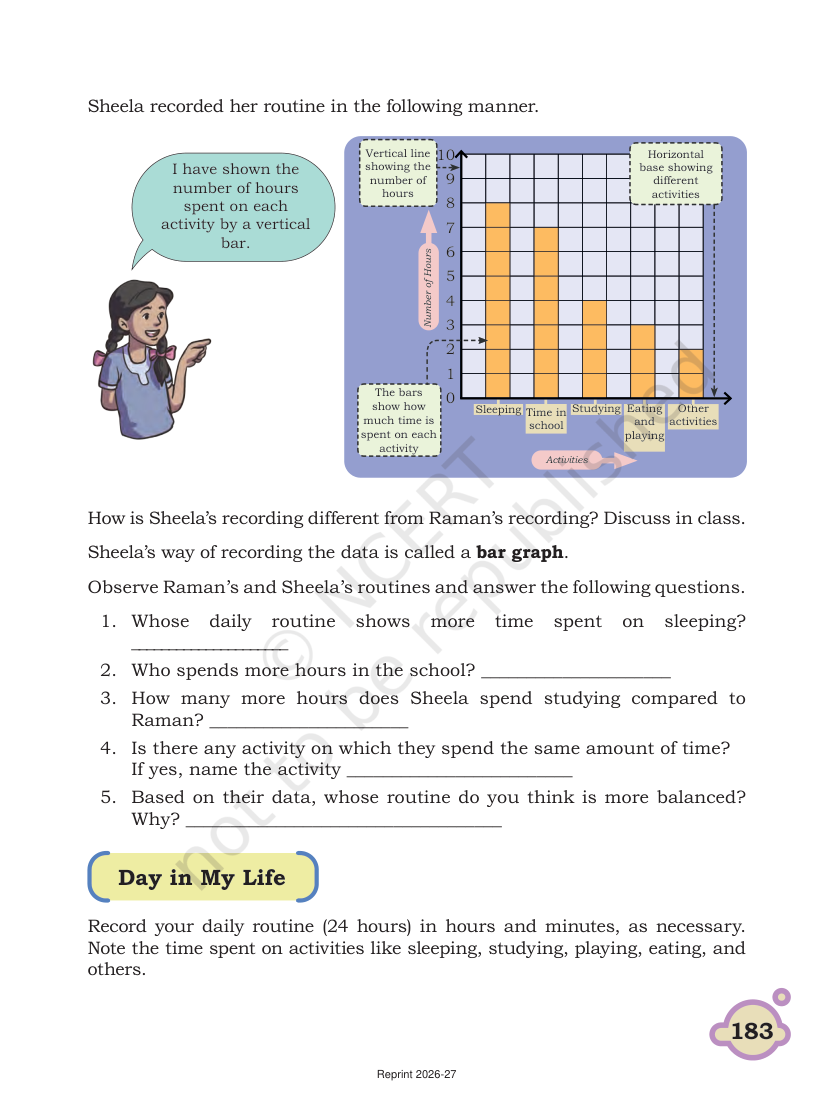 Sheela recorded her routine in the following manner.
I have shown the
number of hours
spent on each
activity by a vertical
bar.
Vertical line
showing the
number of
hours
Horizontal
base showing
different
activities
10
9
8
7
6
5
4
3
2
1
0
Number of Hours
The bars
show how
much time is
spent on each
activity
Sleeping
Time in
school
Studying
Eating
and
playing
Other
activities
Activities
How is Sheela’s recording different from Raman’s recording? Discuss in class.
Sheela’s way of recording the data is called a bar graph.
Observe Raman’s and Sheela’s routines and answer the following questions.
1. Whose daily routine shows more time spent on sleeping?
2. Who spends more hours in the school?
3. How many more hours does Sheela spend studying compared to
Raman?
4. Is there any activity on which they spend the same amount of time?
If yes, name the activity
5. Based on their data, whose routine do you think is more balanced?
Why?
Day in My Life
Record your daily routine (24 hours) in hours and minutes, as necessary.
Note the time spent on activities like sleeping, studying, playing, eating, and
others.
183
Reprint 2026-27
© NCERT
not to be republished